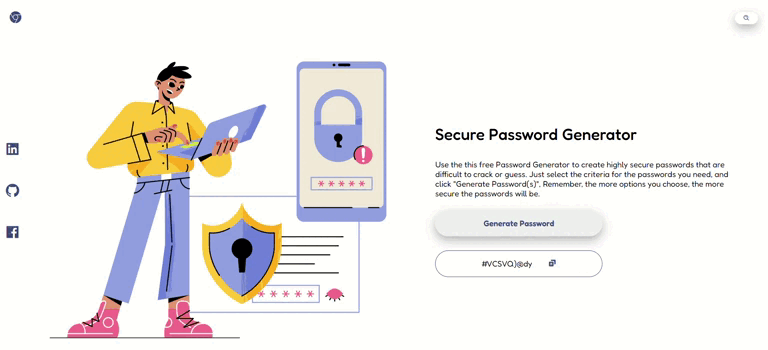 Secure Password Generator
Use the this free Password Generator to create highly secure passwords that are
difficult to crack or guess. Just select the criteria for the passwords you need, and
click "Generate Password(s)". Remember, the more options you choose, the more
secure the passwords will be.
Generate Password
#VCSVQ)@dy